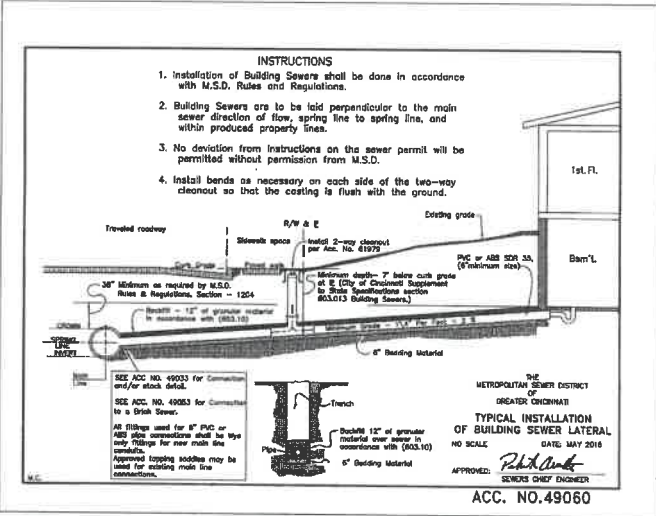 INSTRUCTIONS
1. Installation of Building Sewers shall be done in accordance
with M.S.D. Rules and Regulations.
2. Building Sewers are to be laid perpendicular to the main
sewer direction of flow, spring line to spring line, and
within produced property lines.
3. No deviation from instructions on the sewer permit will be
permitted without permission from M.S.D.
4. Install bends as necessary on each side of the two-way
cleanout so that the casting is flush with the ground.
1st. Fl.
Existing grade
R/W & E
Traveled roadway
Sidewalk space
Install 2-way cleanout
per Acc. No. 61979
Curb Grade
Paved walk
PVC or ABS SDR 35,
(6"minimum size)
Bsm't.
38" Minimum as required by M.S.D.
Rules & Regulations, Section - 1204
Minimum depth- 7' below curb grade
at E (City of Cincinnati Supplement
to State Specifications section
603.013 Building Sewers.)
Backfill - 12" of granular material
in accordance with (603.10)
CROWN
SPRING
LINE
INVERT
Minimum Grade - Per Foot - 2 %
6" Bedding Material
Main
Line
SEE ACC NO. 49033 for Connection
and/or stack detail.
SEE ACC. NO. 49053 for Connection
to a Brick Sewer.
All fittings used for 6" PVC or
ABS pipe connections shall be Wye
only fittings for new main line
conduits.
Approved tapping saddles may be
used for existing main line
connections.
Trench
Backfill 12" of granular
material over sewer in
accordance with (603.10)
Pipe
6" Bedding Material
THE
METROPOLITAN SEWER DISTRICT
OF
GREATER CINCINNATI
TYPICAL INSTALLATION
OF BUILDING SEWER LATERAL
NO SCALE DATE: MAY 2016
APPROVED:
SEWERS CHIEF ENGINEER
M.C.
ACC. NO.49060